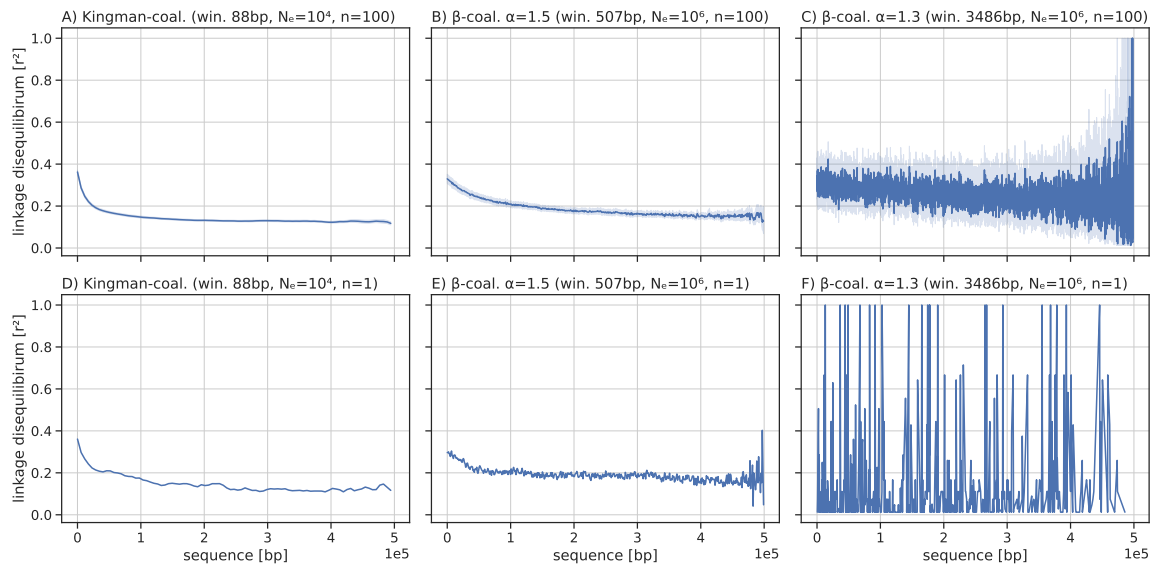 A) Kingman-coal. (win. 88bp, Nₑ=10⁴, n=100)
B) β-coal. α=1.5 (win. 507bp, Nₑ=10⁶, n=100)
C) β-coal. α=1.3 (win. 3486bp, Nₑ=10⁶, n=100)
linkage disequilibirum [r²]
1.0
0.8
0.6
0.4
0.2
0.0
D) Kingman-coal. (win. 88bp, Nₑ=10⁴, n=1)
E) β-coal. α=1.5 (win. 507bp, Nₑ=10⁶, n=1)
F) β-coal. α=1.3 (win. 3486bp, Nₑ=10⁶, n=1)
linkage disequilibirum [r²]
1.0
0.8
0.6
0.4
0.2
0.0
0 1 2 3 4 5
1e5
sequence [bp]
0 1 2 3 4 5
1e5
sequence [bp]
0 1 2 3 4 5
1e5
sequence [bp]